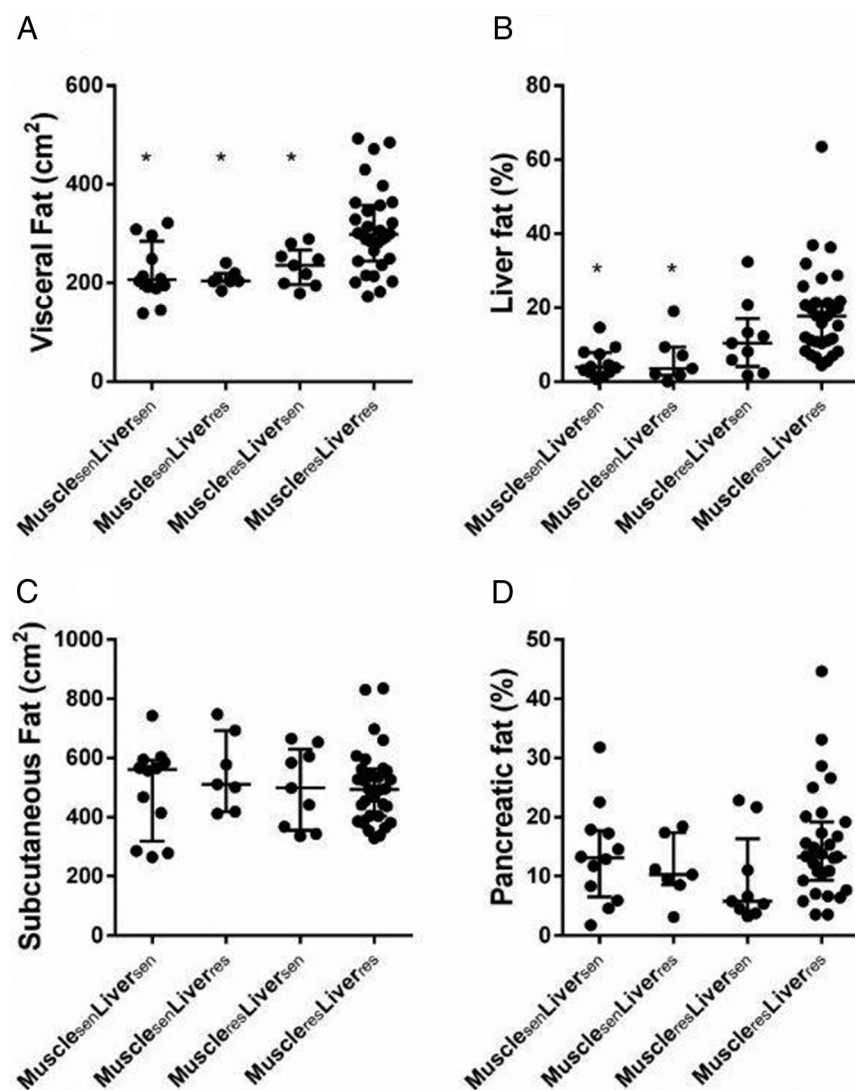 A
Visceral Fat (cm²)
600
400
200
0
* * *
MusclesenLiversen
MusclesenLiverres
MuscleresLiversen
MuscleresLiverres
B
Liver fat (%)
80
60
40
20
0
* *
MusclesenLiversen
MusclesenLiverres
MuscleresLiversen
MuscleresLiverres
C
Subcutaneous Fat (cm²)
1000
800
600
400
200
0
MusclesenLiversen
MusclesenLiverres
MuscleresLiversen
MuscleresLiverres
D
Pancreatic fat (%)
50
40
30
20
10
0
MusclesenLiversen
MusclesenLiverres
MuscleresLiversen
MuscleresLiverres